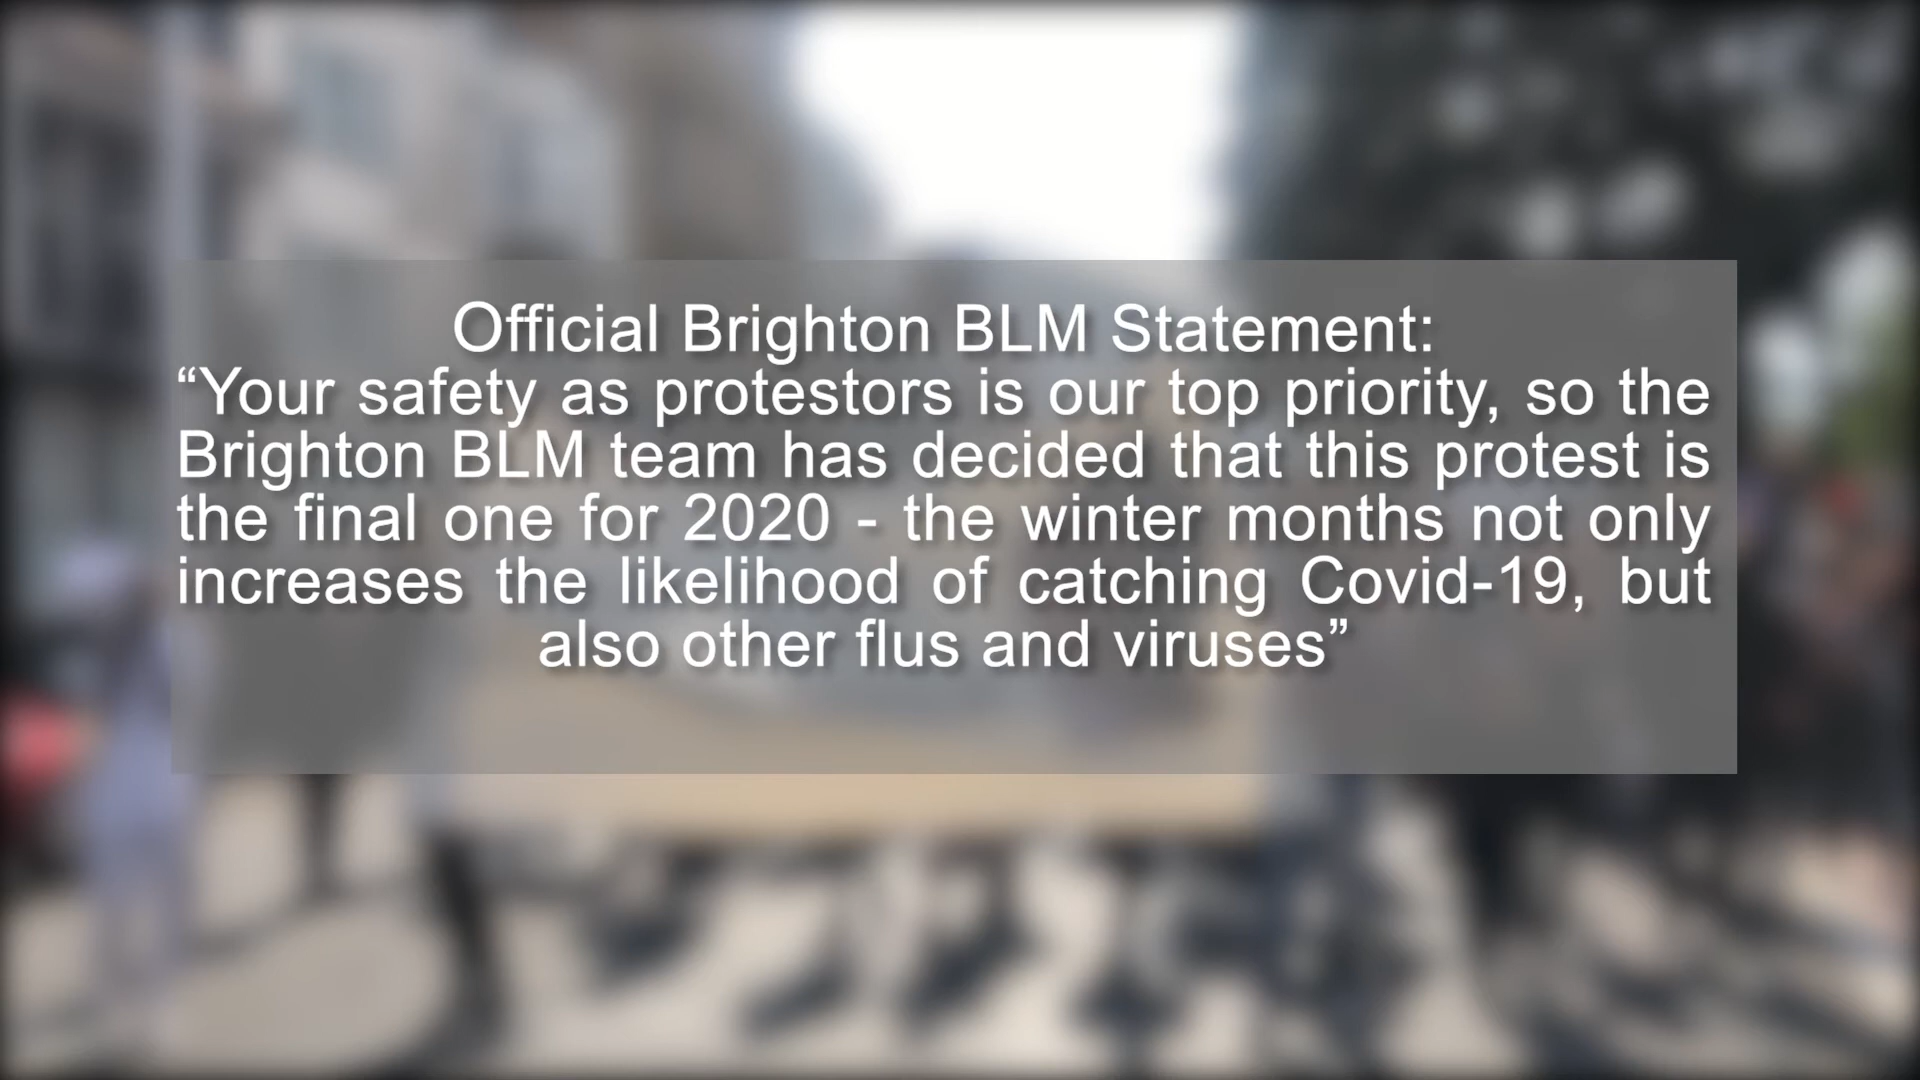 Official Brighton BLM Statement:
“Your safety as protestors is our top priority, so the
Brighton BLM team has decided that this protest is
the final one for 2020 - the winter months not only
increases the likelihood of catching Covid-19, but
also other flus and viruses”